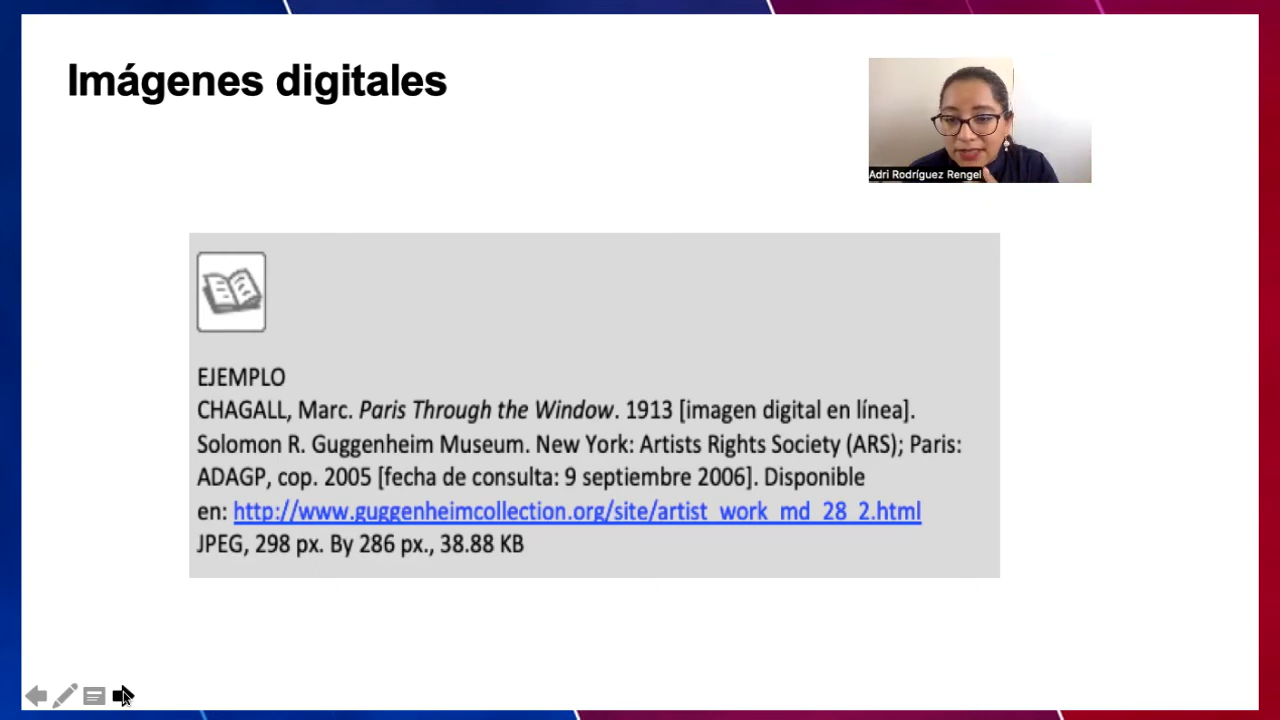 Imágenes digitales
Adri Rodríguez Rengel
EJEMPLO
CHAGALL, Marc. Paris Through the Window. 1913 [imagen digital en línea].
Solomon R. Guggenheim Museum. New York: Artists Rights Society (ARS); Paris:
ADAGP, cop. 2005 [fecha de consulta: 9 septiembre 2006]. Disponible
en: http://www.guggenheimcollection.org/site/artist_work_md_28_2.html
JPEG, 298 px. By 286 px., 38.88 KB